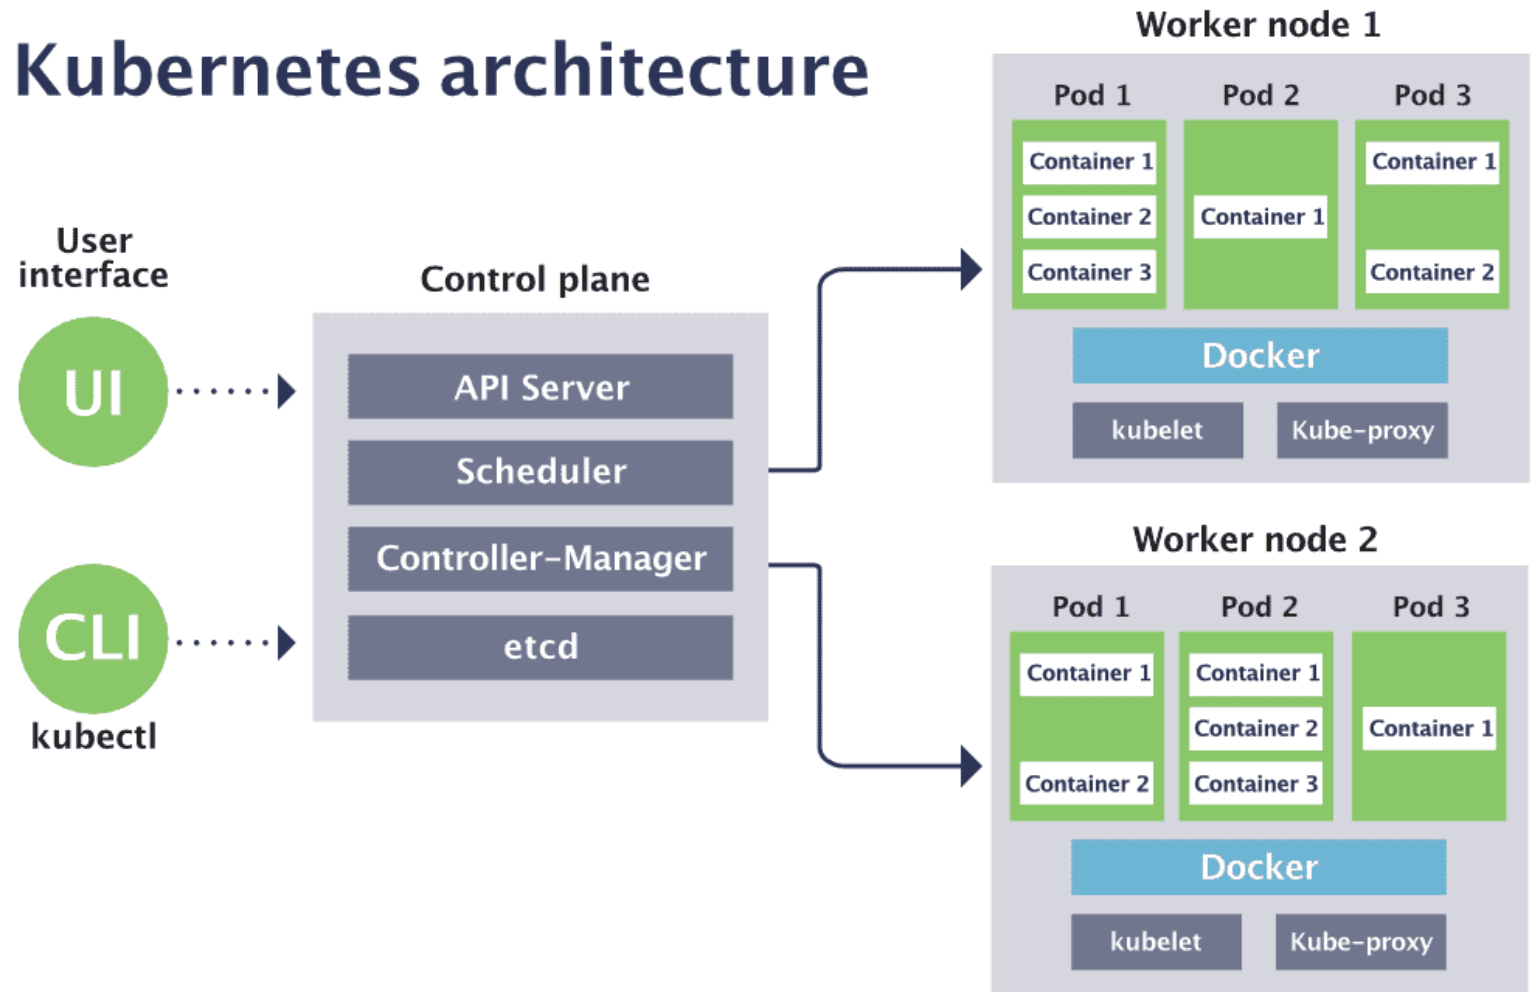 Kubernetes architecture
User
interface
UI
CLI
kubectl
Control plane
API Server
Scheduler
Controller-Manager
etcd
Worker node 1
Pod 1
Pod 2
Pod 3
Container 1
Container 2
Container 3
Container 1
Container 1
Container 2
Docker
kubelet
Kube-proxy
Worker node 2
Pod 1
Pod 2
Pod 3
Container 1
Container 2
Container 1
Container 2
Container 3
Container 1
Docker
kubelet
Kube-proxy